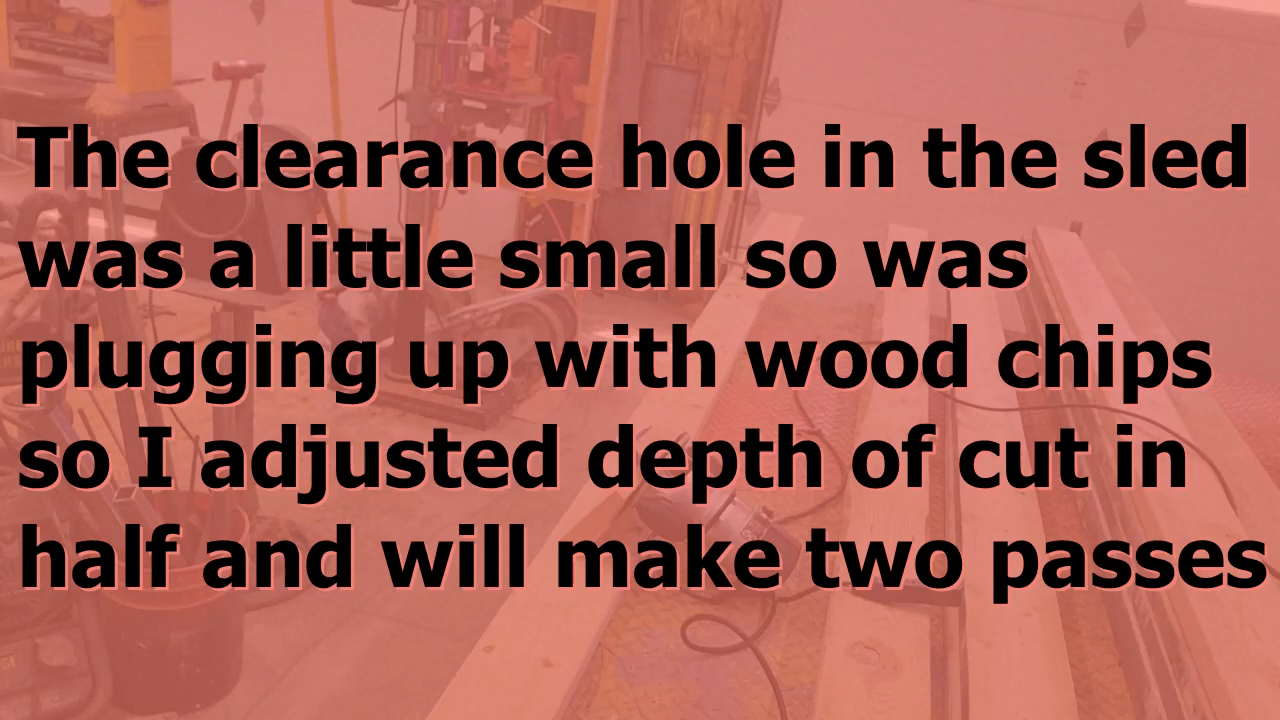 The clearance hole in the sled
was a little small so was
plugging up with wood chips
so I adjusted depth of cut in
half and will make two passes